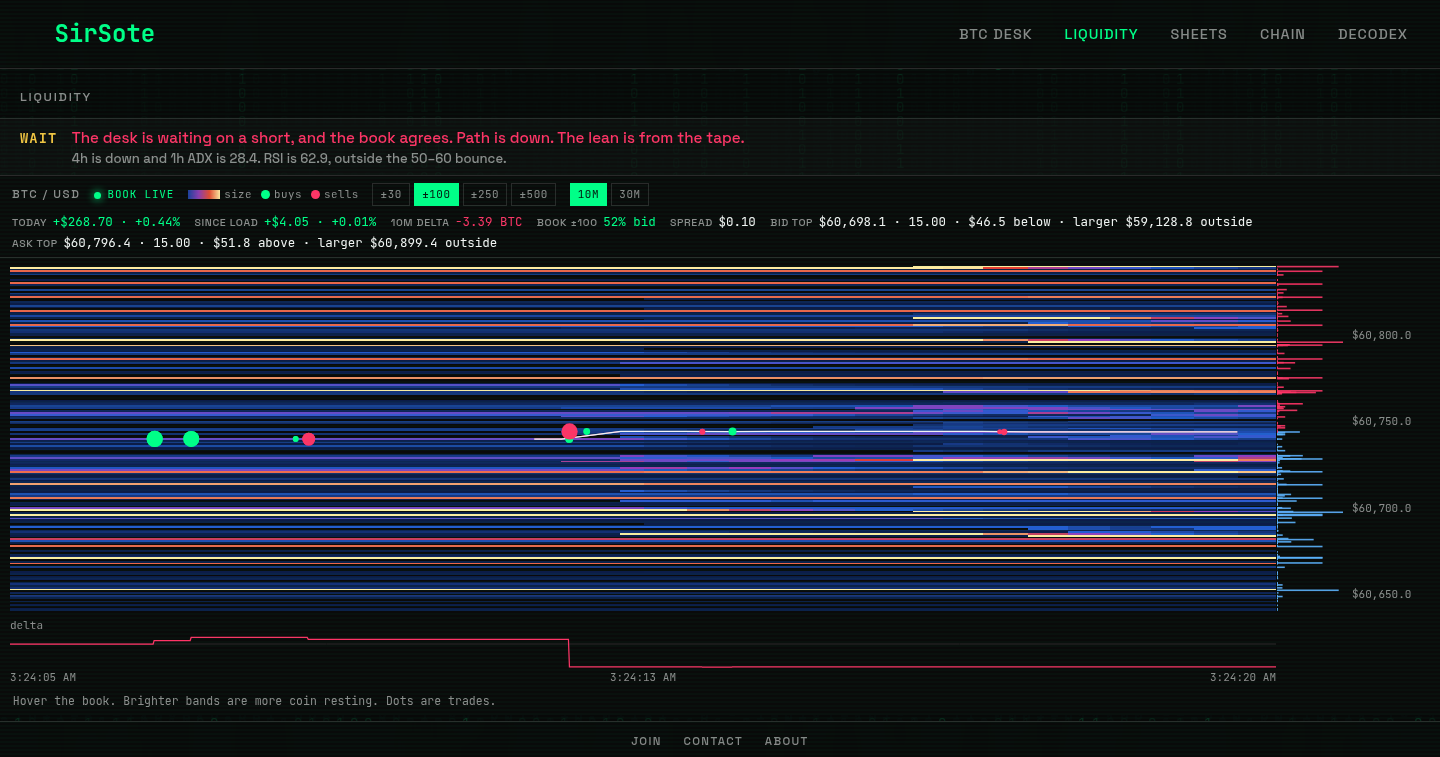 SirSote
BTC DESK LIQUIDITY SHEETS CHAIN DECODEX
LIQUIDITY
WAIT The desk is waiting on a short, and the book agrees. Path is down. The lean is from the tape.
4h is down and 1h ADX is 28.4. RSI is 62.9, outside the 50–60 bounce.
BTC / USD BOOK LIVE size buys sells ±30 ±100 ±250 ±500 10M 30M
TODAY +$268.70 · +0.44% SINCE LOAD +$4.05 · +0.01% 10M DELTA -3.39 BTC BOOK ±100 52% bid SPREAD $0.10 BID TOP $60,698.1 · 15.00 · $46.5 below · larger $59,128.8 outside
ASK TOP $60,796.4 · 15.00 · $51.8 above · larger $60,899.4 outside
$60,800.0
$60,750.0
$60,700.0
$60,650.0
delta
3:24:05 AM 3:24:13 AM 3:24:20 AM
Hover the book. Brighter bands are more coin resting. Dots are trades.
JOIN CONTACT ABOUT